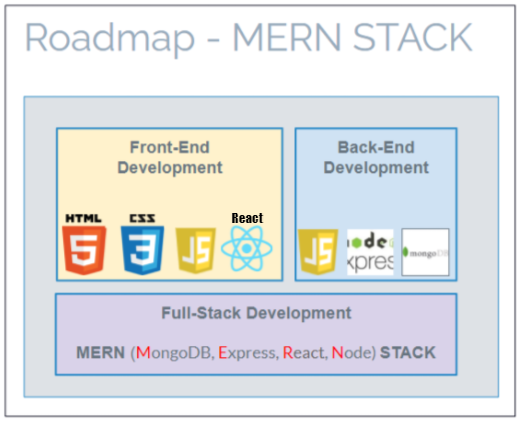 Roadmap - MERN STACK
Front-End
Development
Back-End
Development
HTML
5
CSS
3
JS
React
JS
node
xpres
mongoDB
Full-Stack Development
MERN (MongoDB, Express, React, Node) STACK